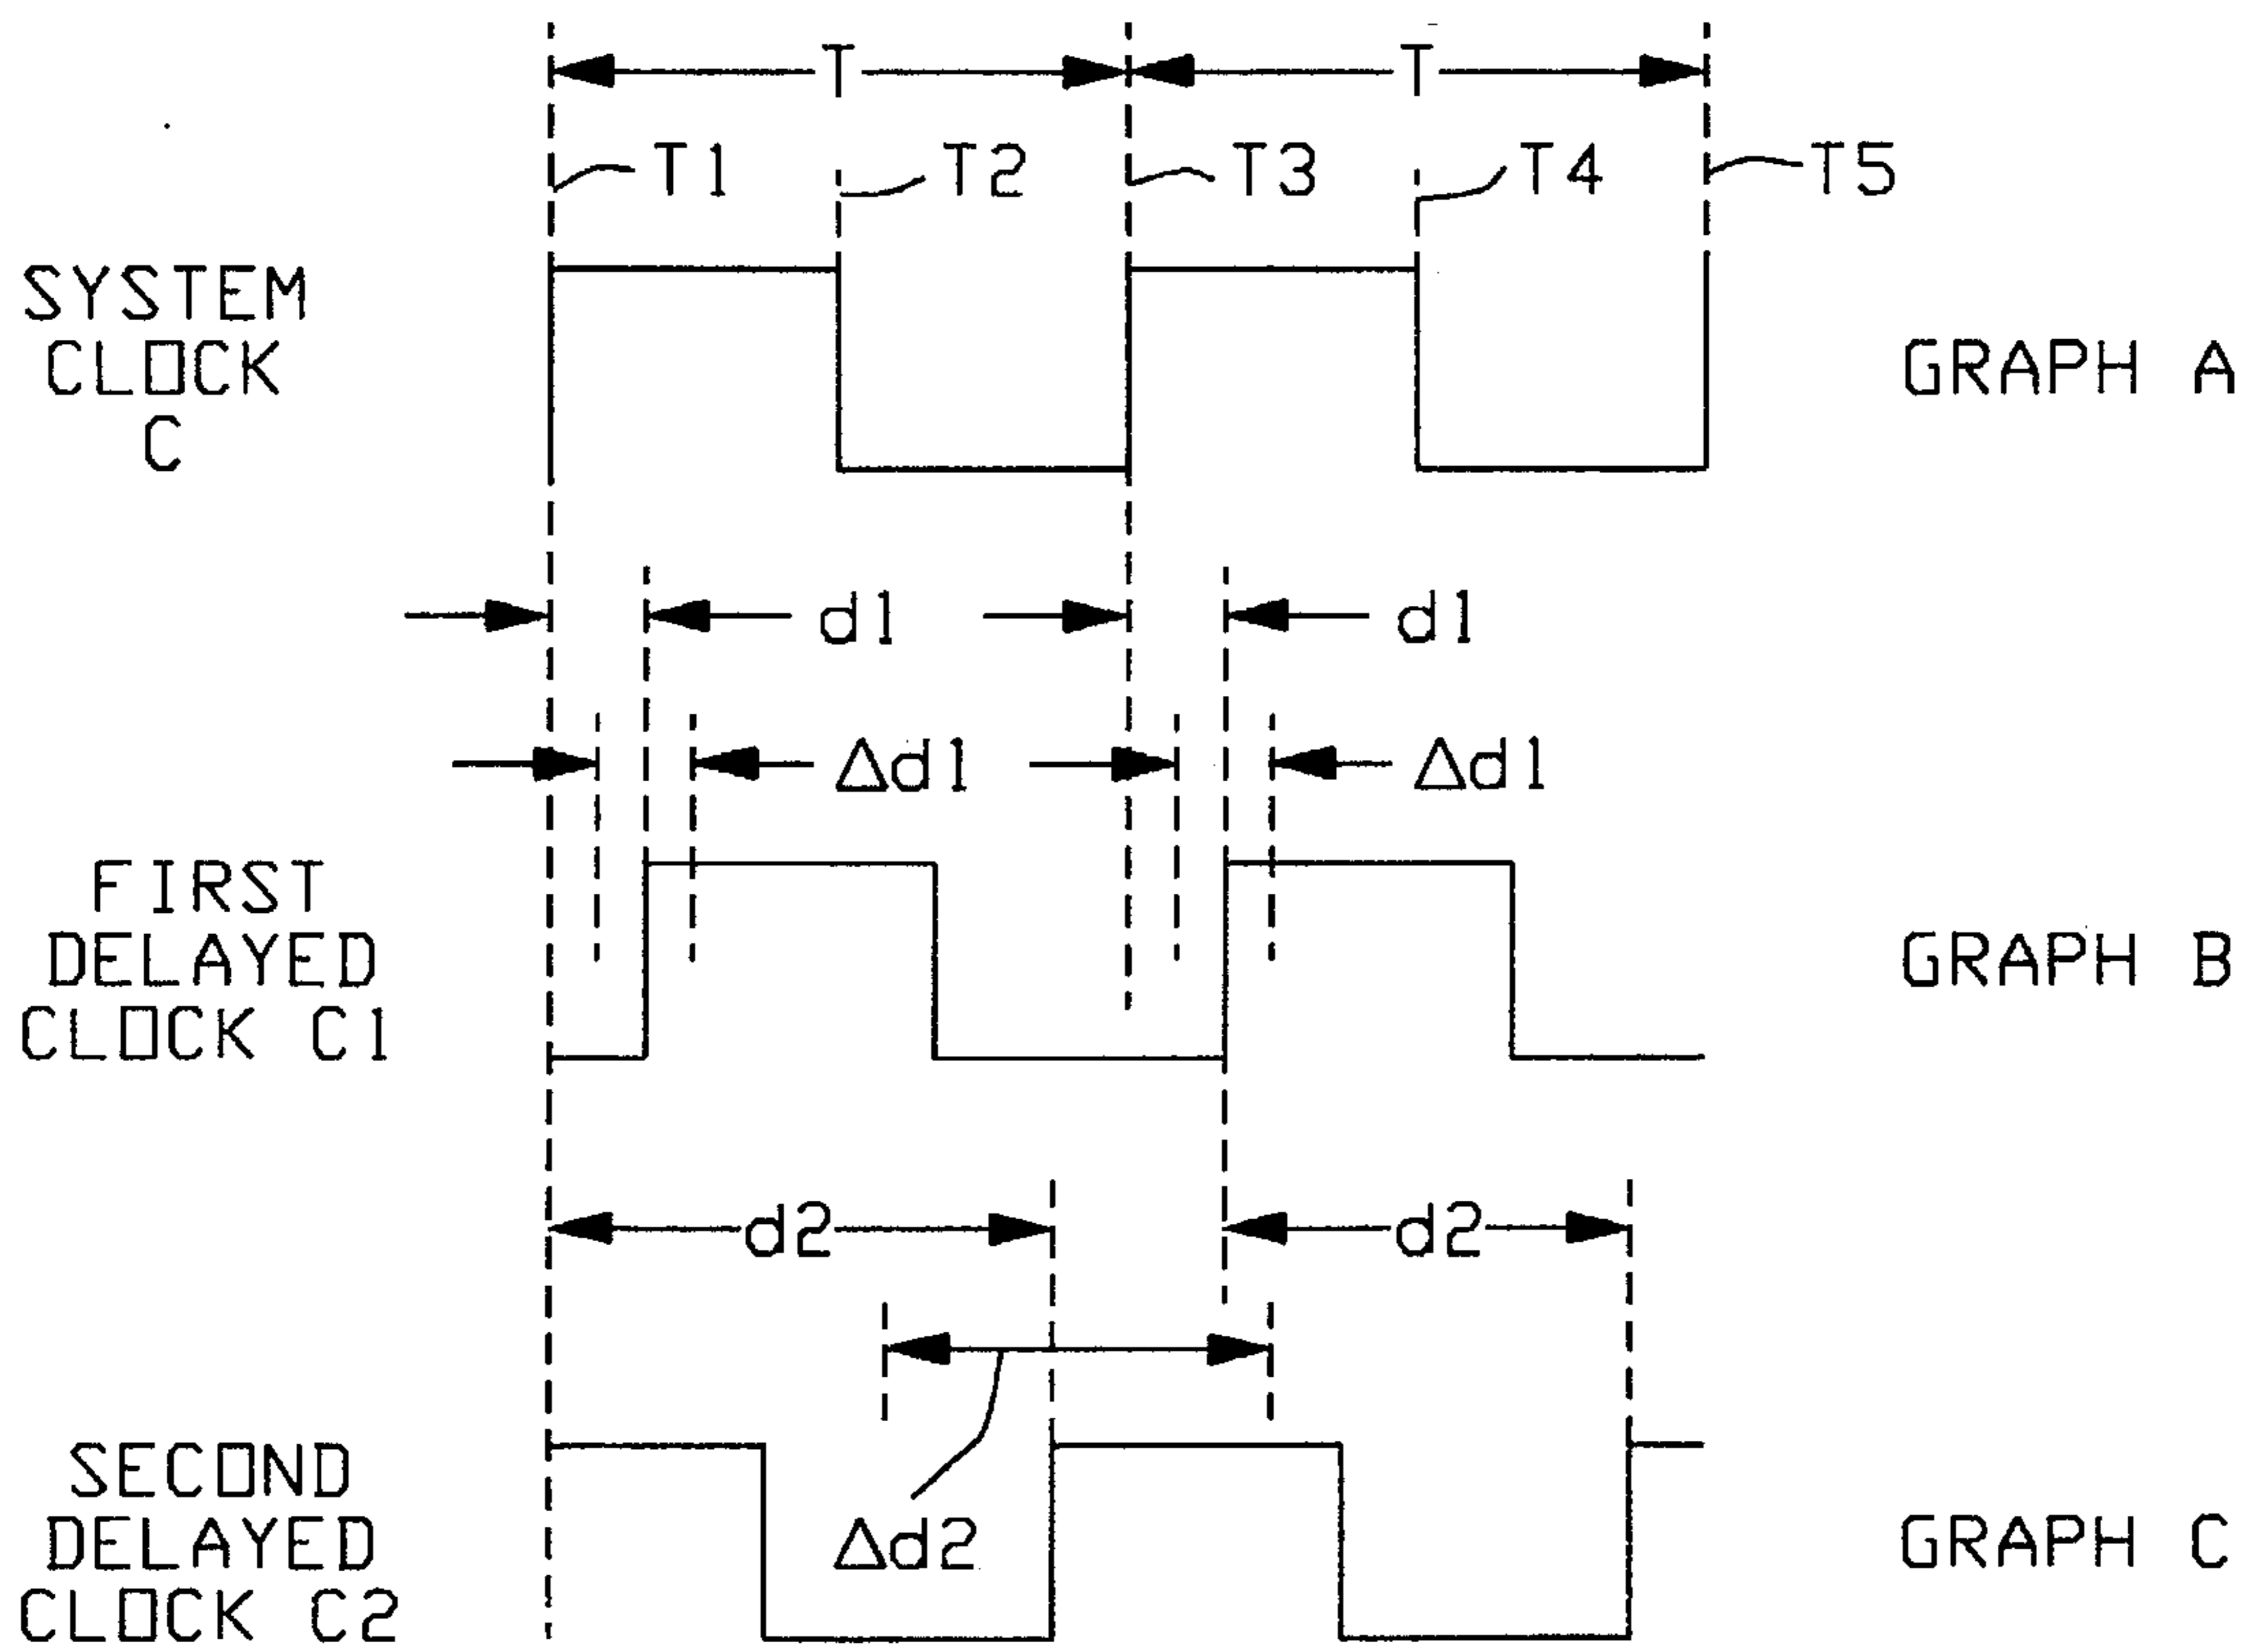 T T
T1 T2 T3 T4 T5
SYSTEM
CLOCK
C
GRAPH A
d1 d1
Δd1 Δd1
FIRST
DELAYED
CLOCK C1
GRAPH B
d2 d2
Δd2
SECOND
DELAYED
CLOCK C2
GRAPH C